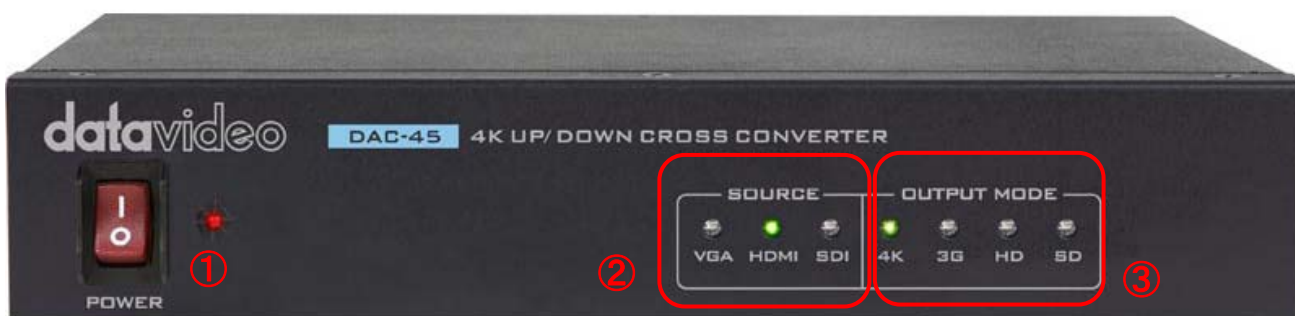 datavideo DAC-45 4K UP/DOWN CROSS CONVERTER
SOURCE OUTPUT MODE
VGA HDMI SDI 4K 3G HD SD
I
O
POWER
① ② ③